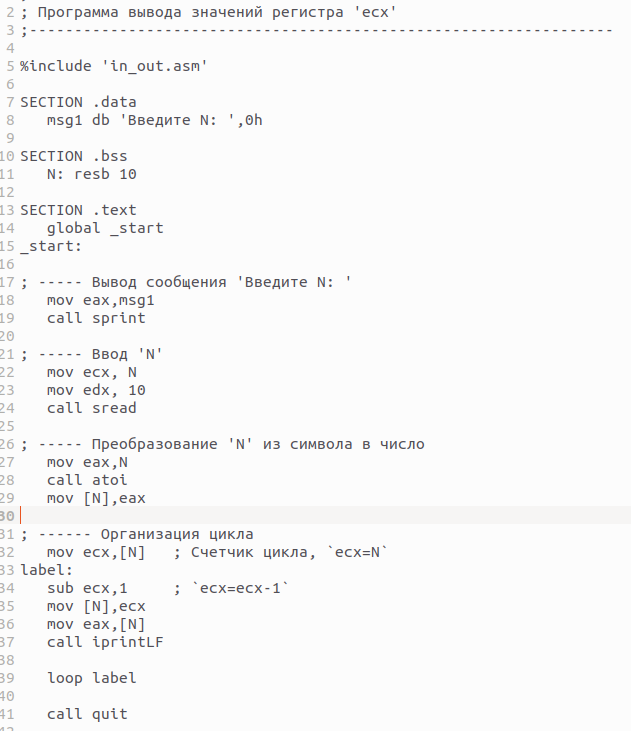 2 ; Программа вывода значений регистра 'ecx'
3 ;-----------------------------------------------------------------
4
5 %include 'in_out.asm'
6
7 SECTION .data
8    msg1 db 'Введите N: ',0h
9
10 SECTION .bss
11    N: resb 10
12
13 SECTION .text
14    global _start
15 _start:
16
17 ; ----- Вывод сообщения 'Введите N: '
18    mov eax,msg1
19    call sprint
20
21 ; ----- Ввод 'N'
22    mov ecx, N
23    mov edx, 10
24    call sread
25
26 ; ----- Преобразование 'N' из символа в число
27    mov eax,N
28    call atoi
29    mov [N],eax
30
31 ; ------ Организация цикла
32    mov ecx,[N]   ; Счетчик цикла, `ecx=N`
33 label:
34    sub ecx,1     ; `ecx=ecx-1`
35    mov [N],ecx
36    mov eax,[N]
37    call iprintLF
38
39    loop label
40
41    call quit